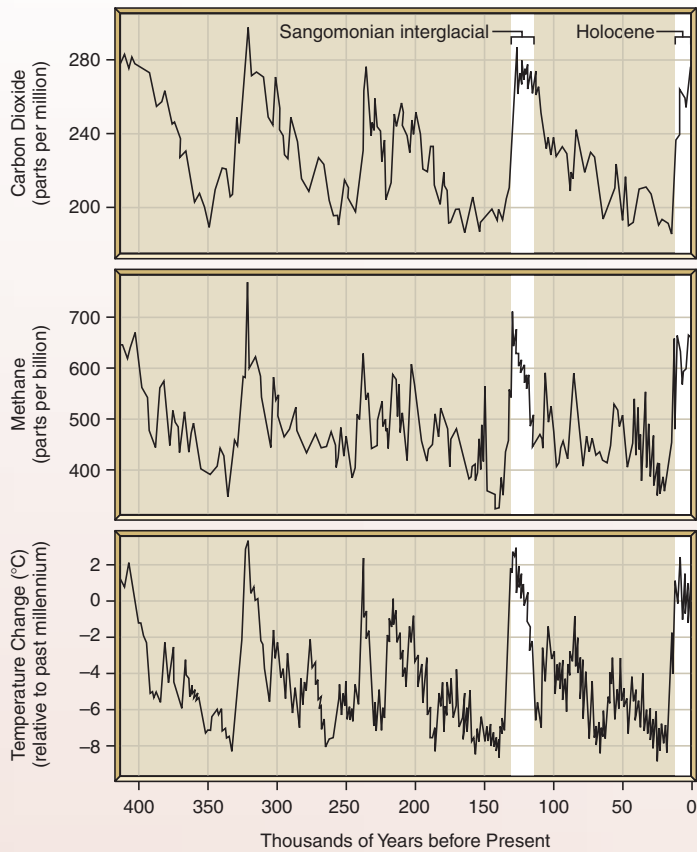 Sangomonian interglacial
Holocene
Carbon Dioxide
(parts per million)
280
240
200
Methane
(parts per billion)
700
600
500
400
Temperature Change (°C)
(relative to past millennium)
2
0
–2
–4
–6
–8
400 350 300 250 200 150 100 50 0
Thousands of Years before Present